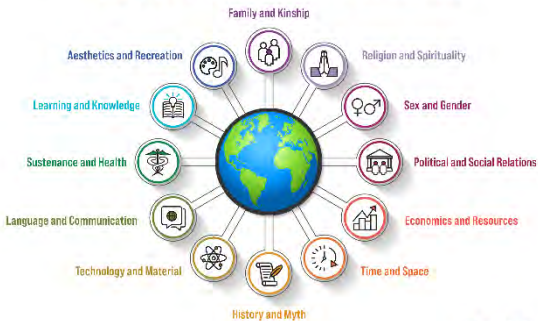 Family and Kinship
Aesthetics and Recreation
Religion and Spirituality
Learning and Knowledge
Sex and Gender
Sustenance and Health
Political and Social Relations
Language and Communication
Economics and Resources
Technology and Material
Time and Space
History and Myth